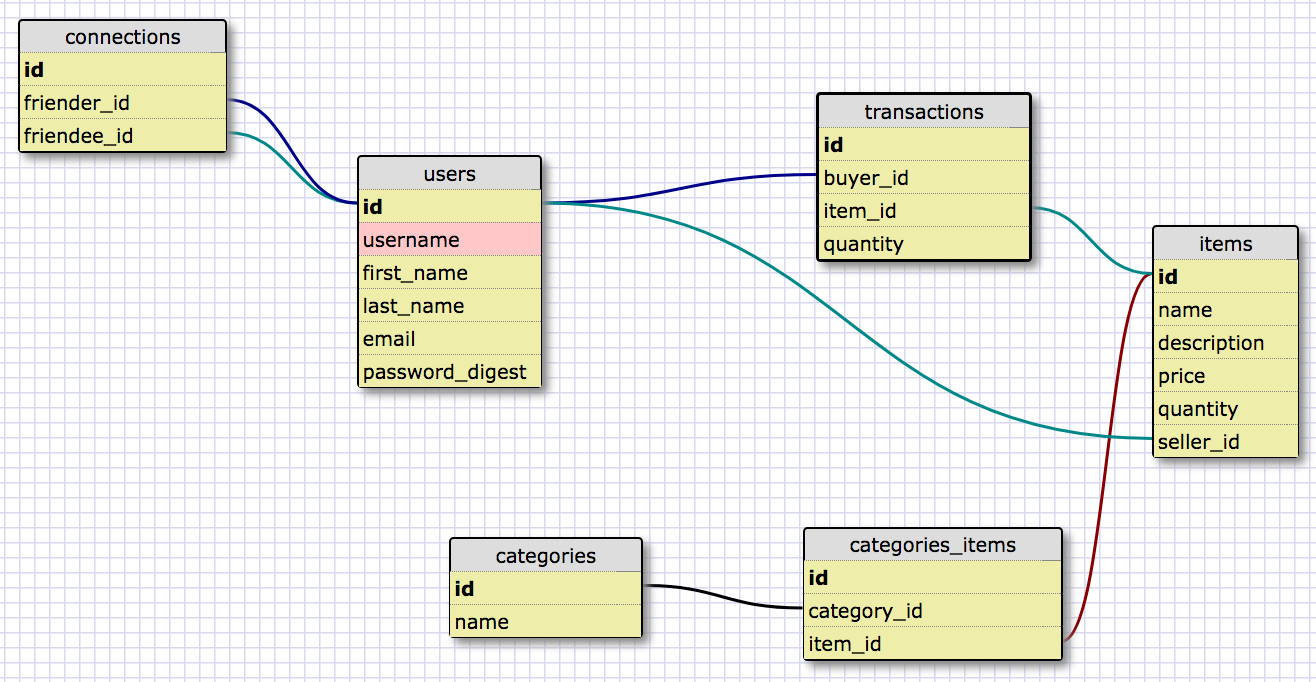 connections
id
friender_id
friendee_id
users
id
username
first_name
last_name
email
password_digest
transactions
id
buyer_id
item_id
quantity
items
id
name
description
price
quantity
seller_id
categories
id
name
categories_items
id
category_id
item_id